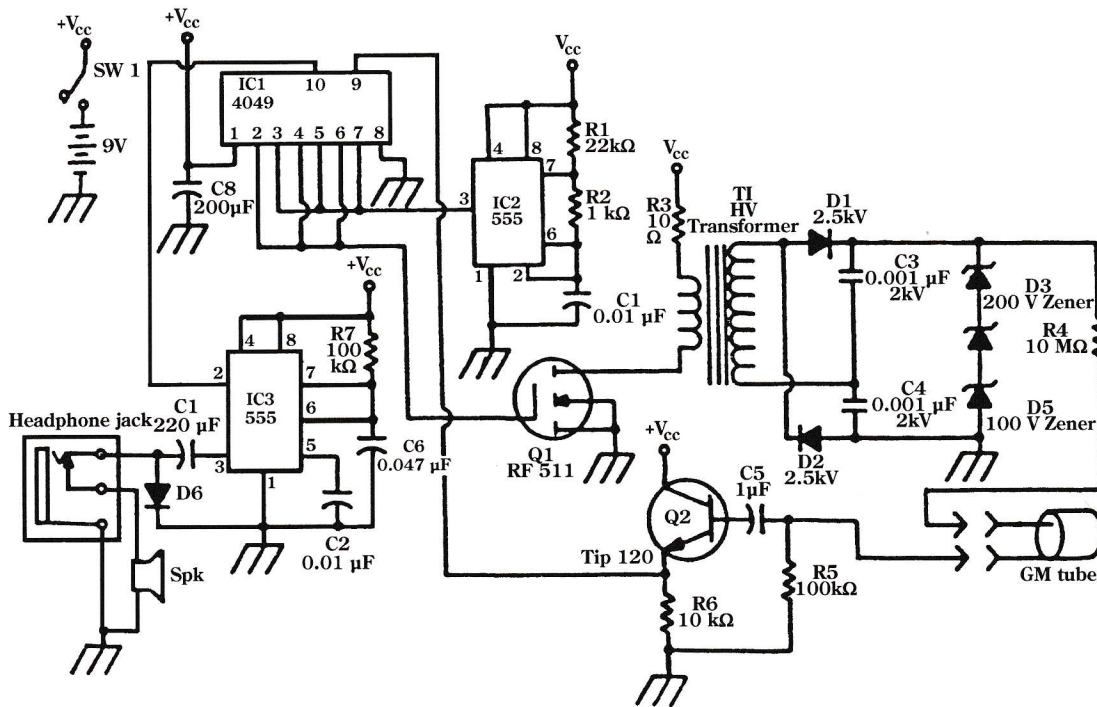 +Vcc
SW 1
9V
+Vcc
C8
200µF
IC1
4049
10
9
1 2 3 4 5 6 7 8
Vcc
4
8
R1
22kΩ
7
3
IC2
555
R2
1 kΩ
6
1
2
C1
0.01 µF
Vcc
R3
10
Ω
TI
HV
Transformer
D1
2.5kV
C3
0.001 µF
2kV
D3
200 V Zener
R4
10 MΩ
C4
0.001 µF
2kV
D5
100 V Zener
D2
2.5kV
+Vcc
R7
100
kΩ
4
8
2
7
IC3
555
6
5
3
1
C6
0.047 µF
Headphone jack
C1
220 µF
D6
C2
0.01 µF
Spk
Q1
RF 511
+Vcc
Q2
Tip 120
C5
1µF
R6
10 kΩ
R5
100kΩ
GM tube